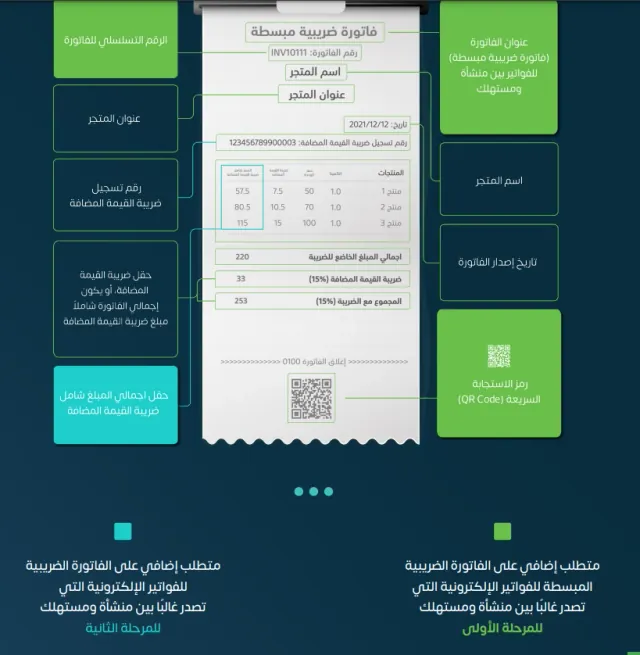 عنوان الفاتورة
(فاتورة ضريبية مبسطة)
للفواتير بين منشأة
ومستهلك
اسم المتجر
تاريخ إصدار الفاتورة
رمز الاستجابة
السريعة (QR Code)
فاتورة ضريبية مبسطة
رقم الفاتورة: INV10111
اسم المتجر
عنوان المتجر
تاريخ: 2021/12/12
رقم تسجيل ضريبة القيمة المضافة: 123456789900003
المنتجات
منتج 1 1.0 50 7.5 57.5
منتج 2 1.0 70 10.5 80.5
منتج 3 1.0 100 15 115
اجمالي المبلغ الخاضع للضريبة 220
ضريبة القيمة المضافة (15%) 33
المجموع مع الضريبة (15%) 253
>>>>>>>>>>>>>> إغلاق الفاتورة 0100 <<<<<<<<<<<<<<
الرقم التسلسلي للفاتورة
عنوان المتجر
رقم تسجيل
ضريبة القيمة المضافة
حقل ضريبة القيمة
المضافة، أو يكون
إجمالي الفاتورة شاملاً
مبلغ ضريبة القيمة المضافة
حقل اجمالي المبلغ شامل
ضريبة القيمة المضافة
متطلب إضافي على الفاتورة الضريبية
المبسطة للفواتير الإلكترونية التي
تصدر غالبًا بين منشأة ومستهلك
للمرحلة الأولى
متطلب إضافي على الفاتورة الضريبية
للفواتير الإلكترونية التي
تصدر غالبًا بين منشأة ومستهلك
للمرحلة الثانية